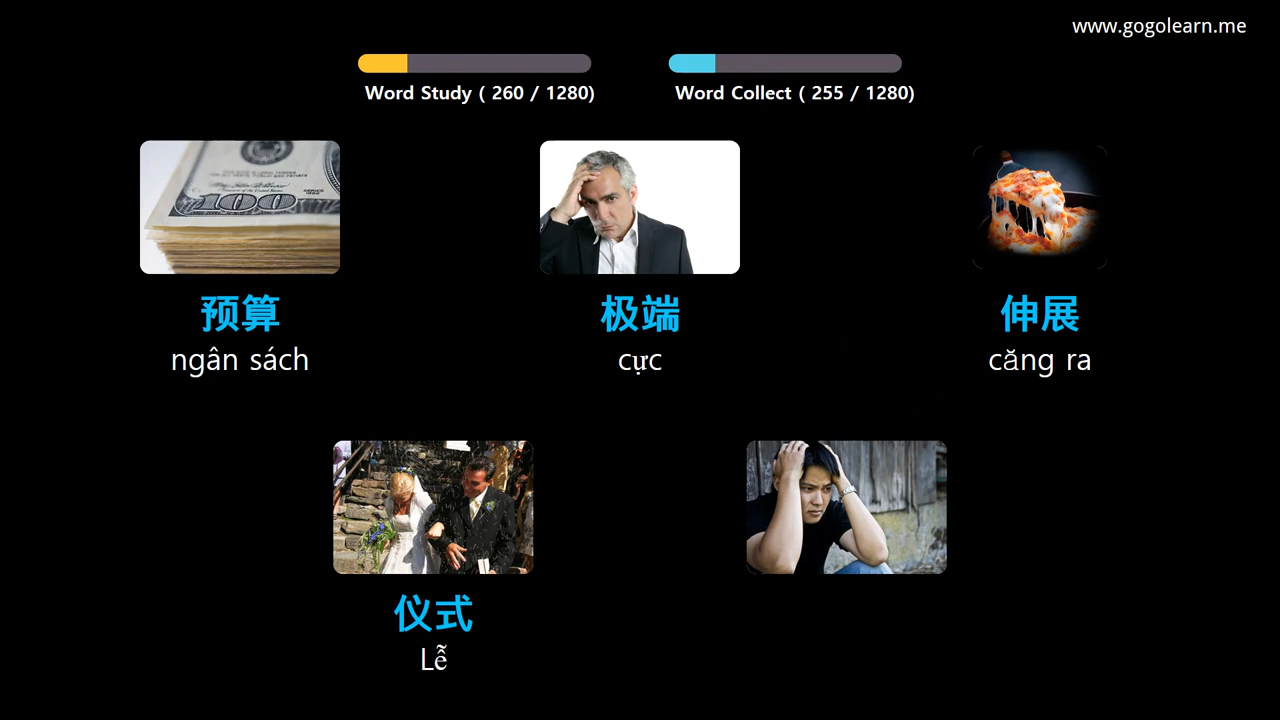 www.gogolearn.me
Word Study ( 260 / 1280)
Word Collect ( 255 / 1280)
预算
ngân sách
极端
cực
伸展
căng ra
仪式
Lễ
100